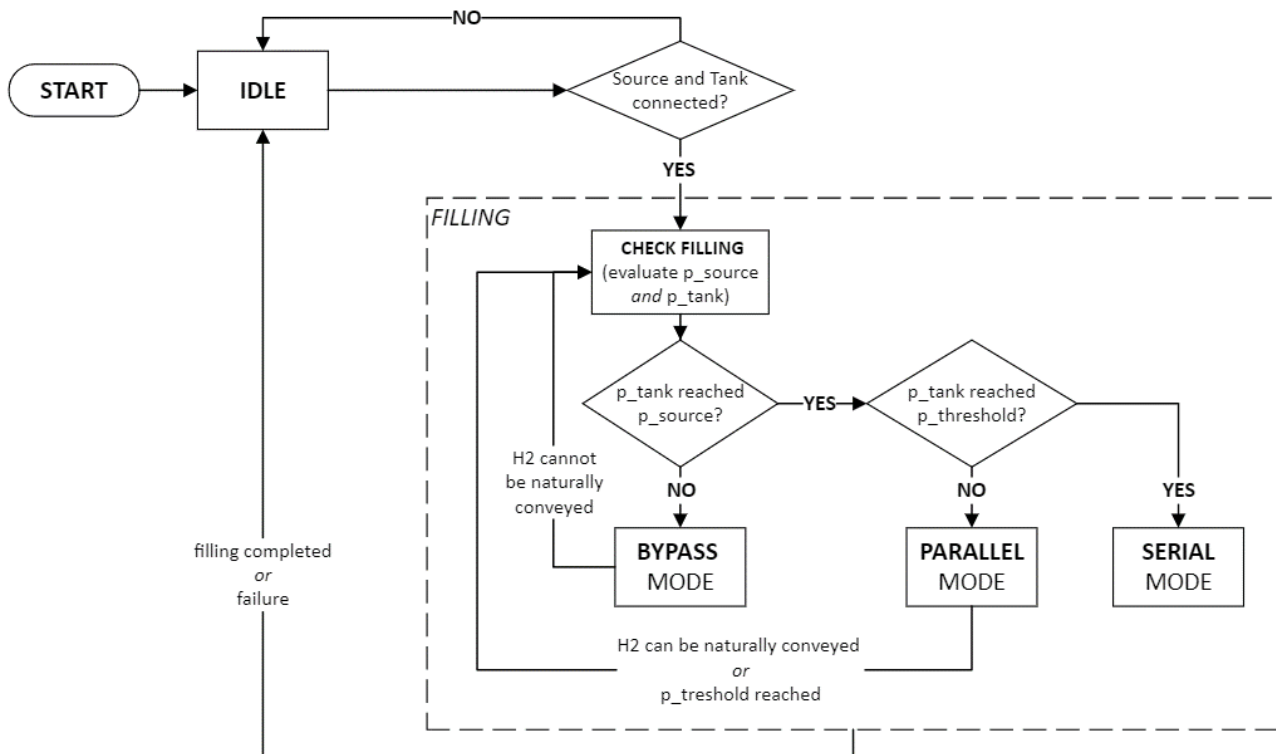 NO
START
IDLE
Source and Tank
connected?
YES
FILLING
CHECK FILLING
(evaluate p_source
and p_tank)
p_tank reached
p_source?
YES
p_tank reached
p_threshold?
H2 cannot
be naturally
conveyed
NO
NO
YES
BYPASS
MODE
PARALLEL
MODE
SERIAL
MODE
filling completed
or
failure
H2 can be naturally conveyed
or
p_treshold reached